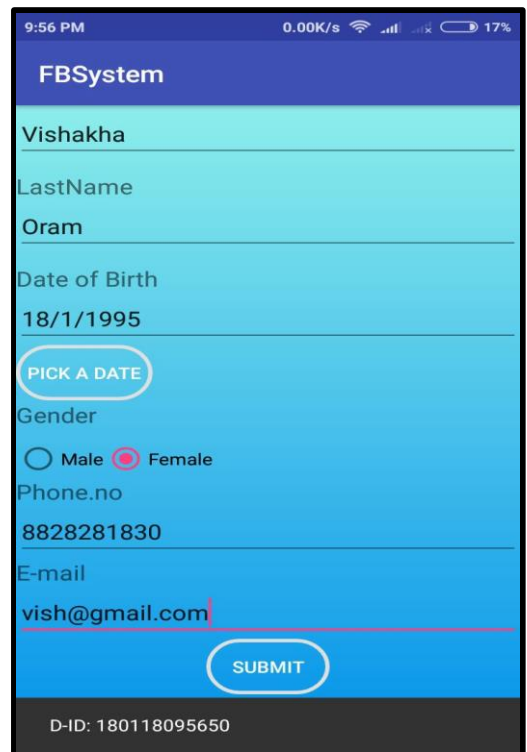 9:56 PM 0.00K/s 17%
FBSystem
Vishakha
LastName
Oram
Date of Birth
18/1/1995
PICK A DATE
Gender
Male Female
Phone.no
8828281830
E-mail
vish@gmail.com
SUBMIT
D-ID: 180118095650